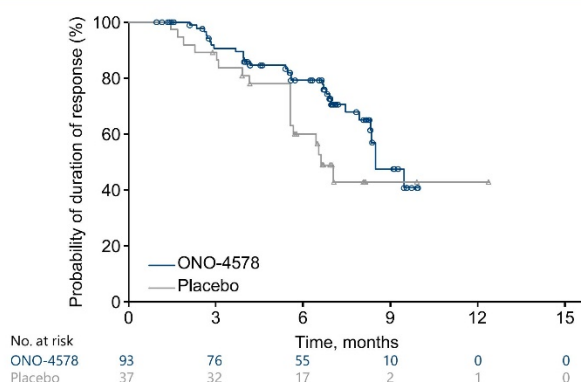 Probability of duration of response (%)
100
80
60
40
20
0
ONO-4578
Placebo
0 3 6 9 12 15
Time, months
No. at risk
ONO-4578 93 76 55 10 0 0
Placebo 37 32 17 2 1 0